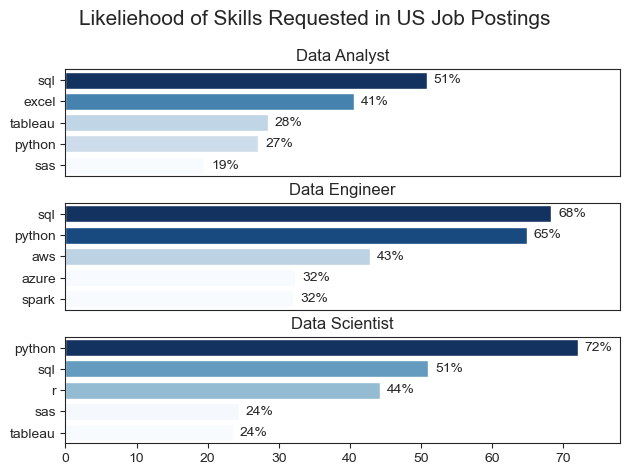 Likeliehood of Skills Requested in US Job Postings
Data Analyst
sql 51%
excel 41%
tableau 28%
python 27%
sas 19%
Data Engineer
sql 68%
python 65%
aws 43%
azure 32%
spark 32%
Data Scientist
python 72%
sql 51%
r 44%
sas 24%
tableau 24%
0 10 20 30 40 50 60 70